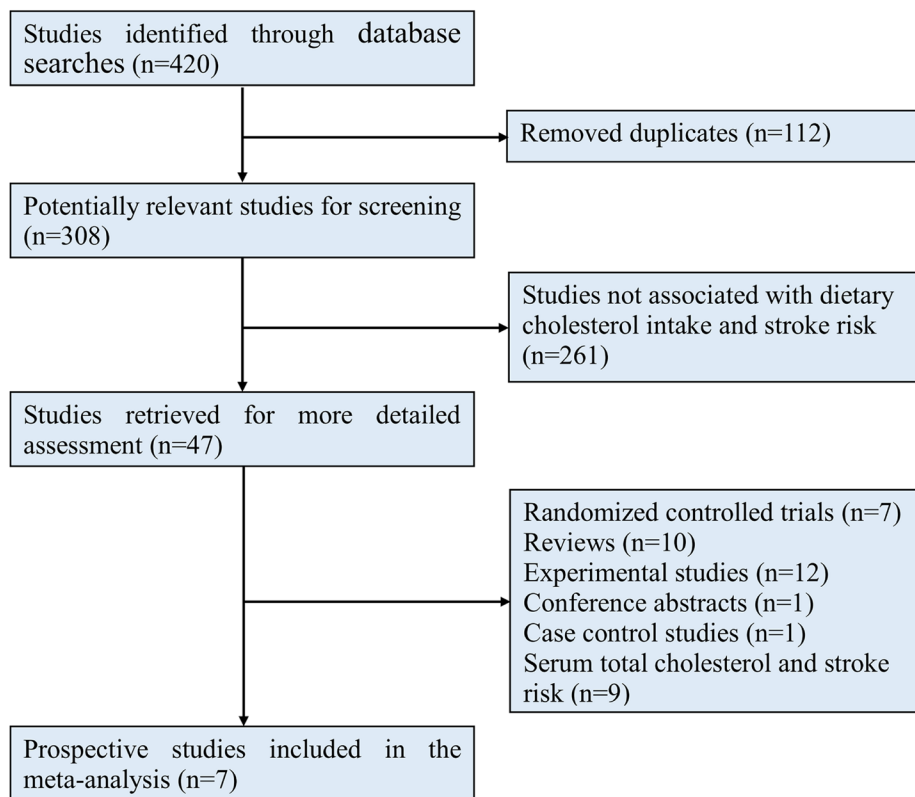 Studies identified through database
searches (n=420)
Removed duplicates (n=112)
Potentially relevant studies for screening
(n=308)
Studies not associated with dietary
cholesterol intake and stroke risk
(n=261)
Studies retrieved for more detailed
assessment (n=47)
Randomized controlled trials (n=7)
Reviews (n=10)
Experimental studies (n=12)
Conference abstracts (n=1)
Case control studies (n=1)
Serum total cholesterol and stroke
risk (n=9)
Prospective studies included in the
meta-analysis (n=7)